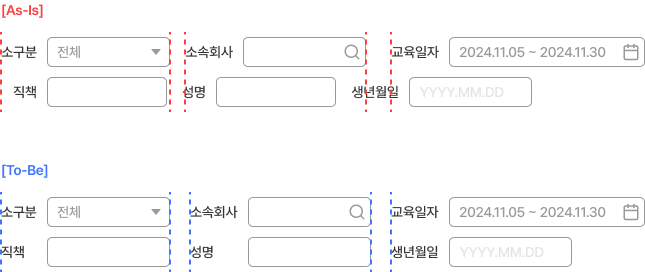 [As-Is]
소구분 전체 소속회사 교육일자 2024.11.05 ~ 2024.11.30
직책 성명 생년월일 YYYY.MM.DD
[To-Be]
소구분 전체 소속회사 교육일자 2024.11.05 ~ 2024.11.30
직책 성명 생년월일 YYYY.MM.DD